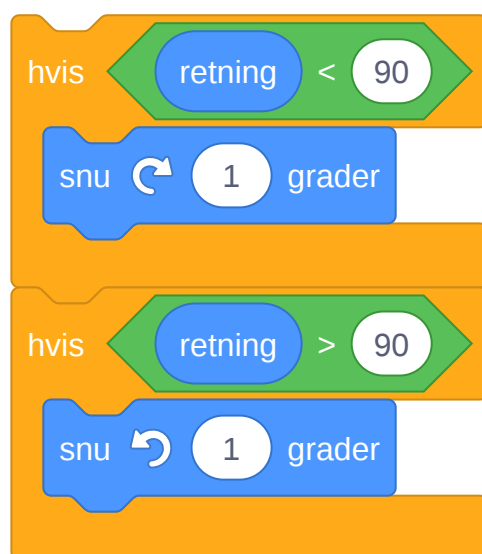 hvis retning < 90
snu 1 grader
hvis retning > 90
snu 1 grader